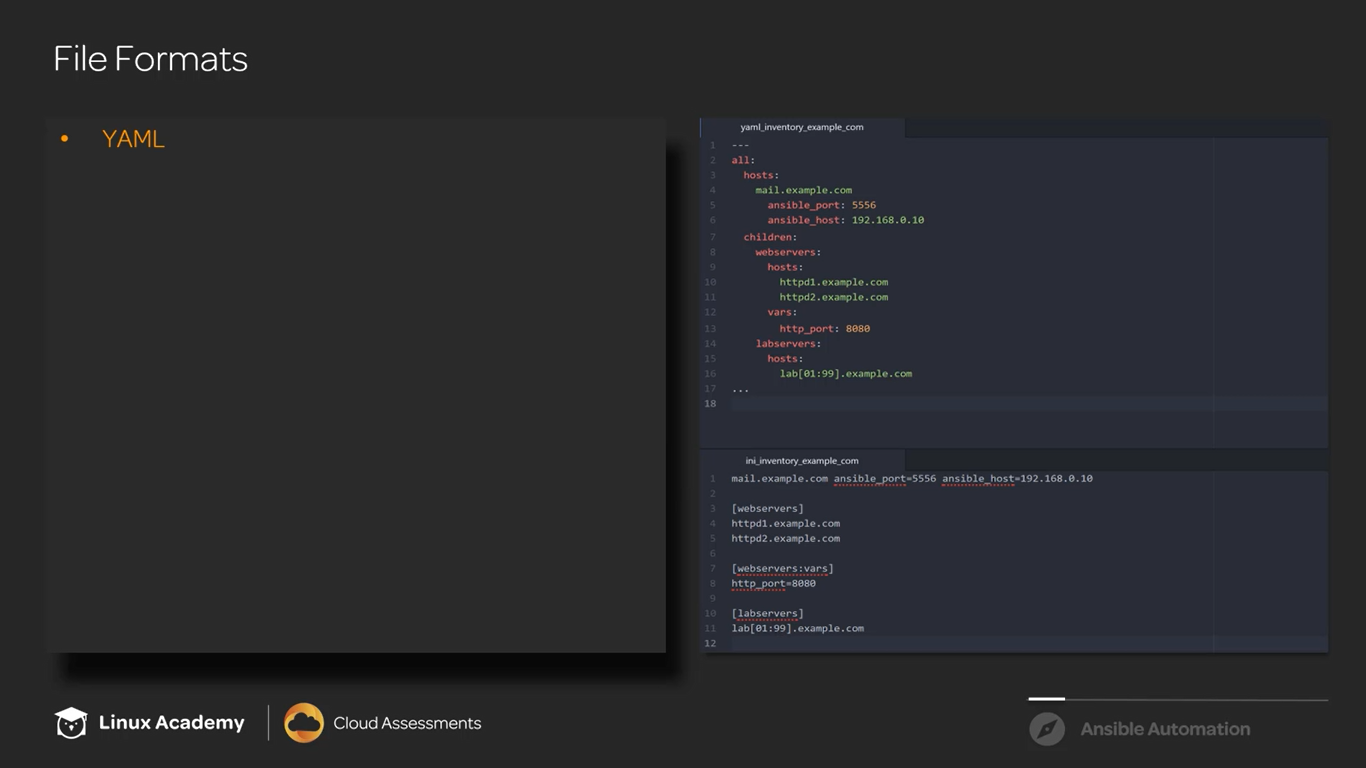 File Formats
• YAML
yaml_inventory_example_com
1 ---
2 all:
3 hosts:
4 mail.example.com
5 ansible_port: 5556
6 ansible_host: 192.168.0.10
7 children:
8 webservers:
9 hosts:
10 httpd1.example.com
11 httpd2.example.com
12 vars:
13 http_port: 8080
14 labservers:
15 hosts:
16 lab[01:99].example.com
17 ...
18
ini_inventory_example_com
1 mail.example.com ansible_port=5556 ansible_host=192.168.0.10
2
3 [webservers]
4 httpd1.example.com
5 httpd2.example.com
6
7 [webservers:vars]
8 http_port=8080
9
10 [labservers]
11 lab[01:99].example.com
12
Linux Academy
Cloud Assessments
Ansible Automation